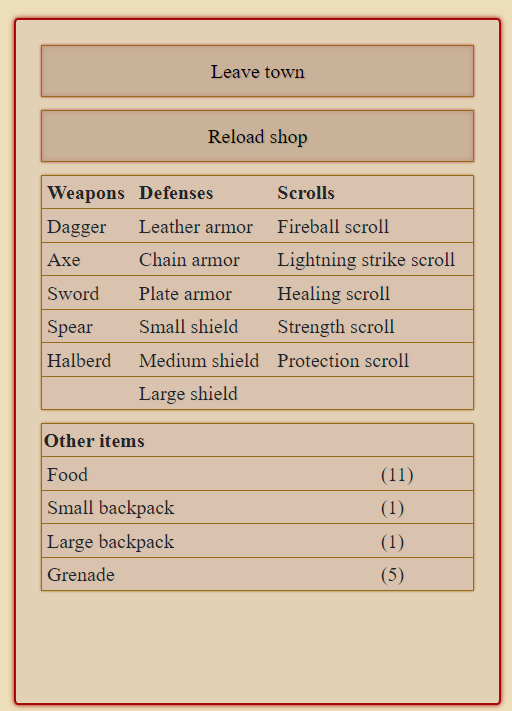 Leave town
Reload shop
Weapons Defenses Scrolls
Dagger Leather armor Fireball scroll
Axe Chain armor Lightning strike scroll
Sword Plate armor Healing scroll
Spear Small shield Strength scroll
Halberd Medium shield Protection scroll
Large shield
Other items
Food (11)
Small backpack (1)
Large backpack (1)
Grenade (5)